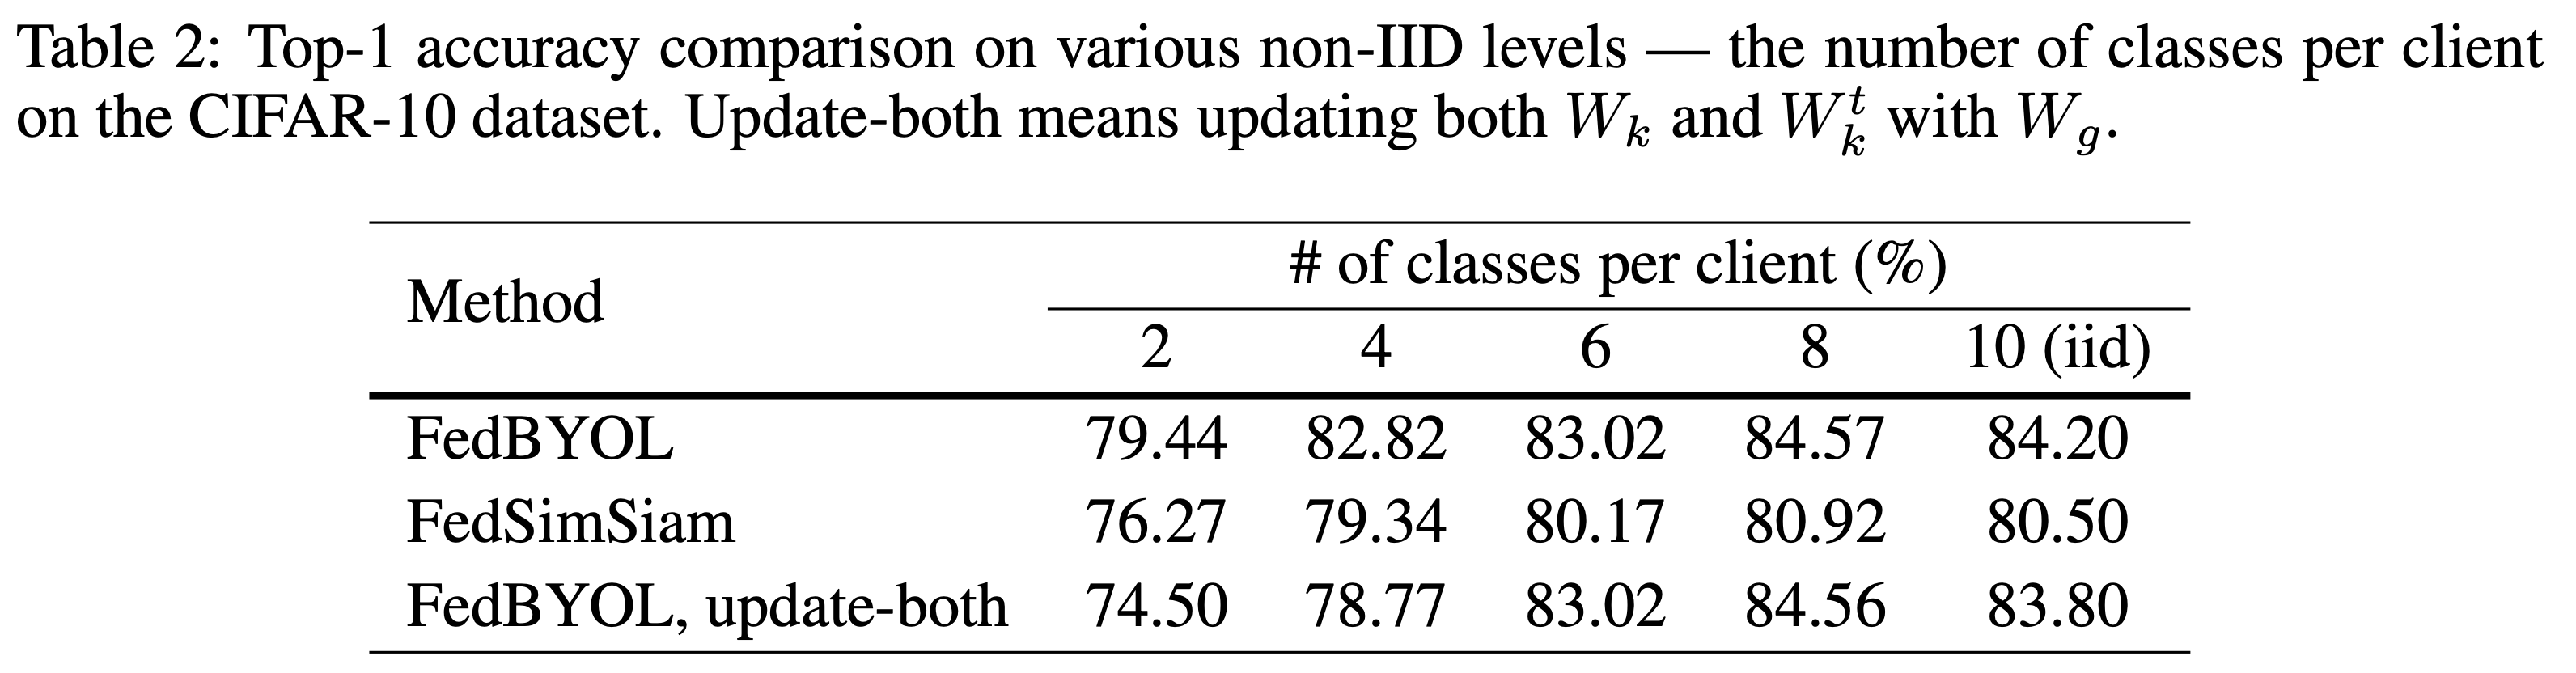 Table 2: Top-1 accuracy comparison on various non-IID levels — the number of classes per client
on the CIFAR-10 dataset. Update-both means updating both W_k and W_k^t with W_g.
Method # of classes per client (%)
2 4 6 8 10 (iid)
FedBYOL 79.44 82.82 83.02 84.57 84.20
FedSimSiam 76.27 79.34 80.17 80.92 80.50
FedBYOL, update-both 74.50 78.77 83.02 84.56 83.80